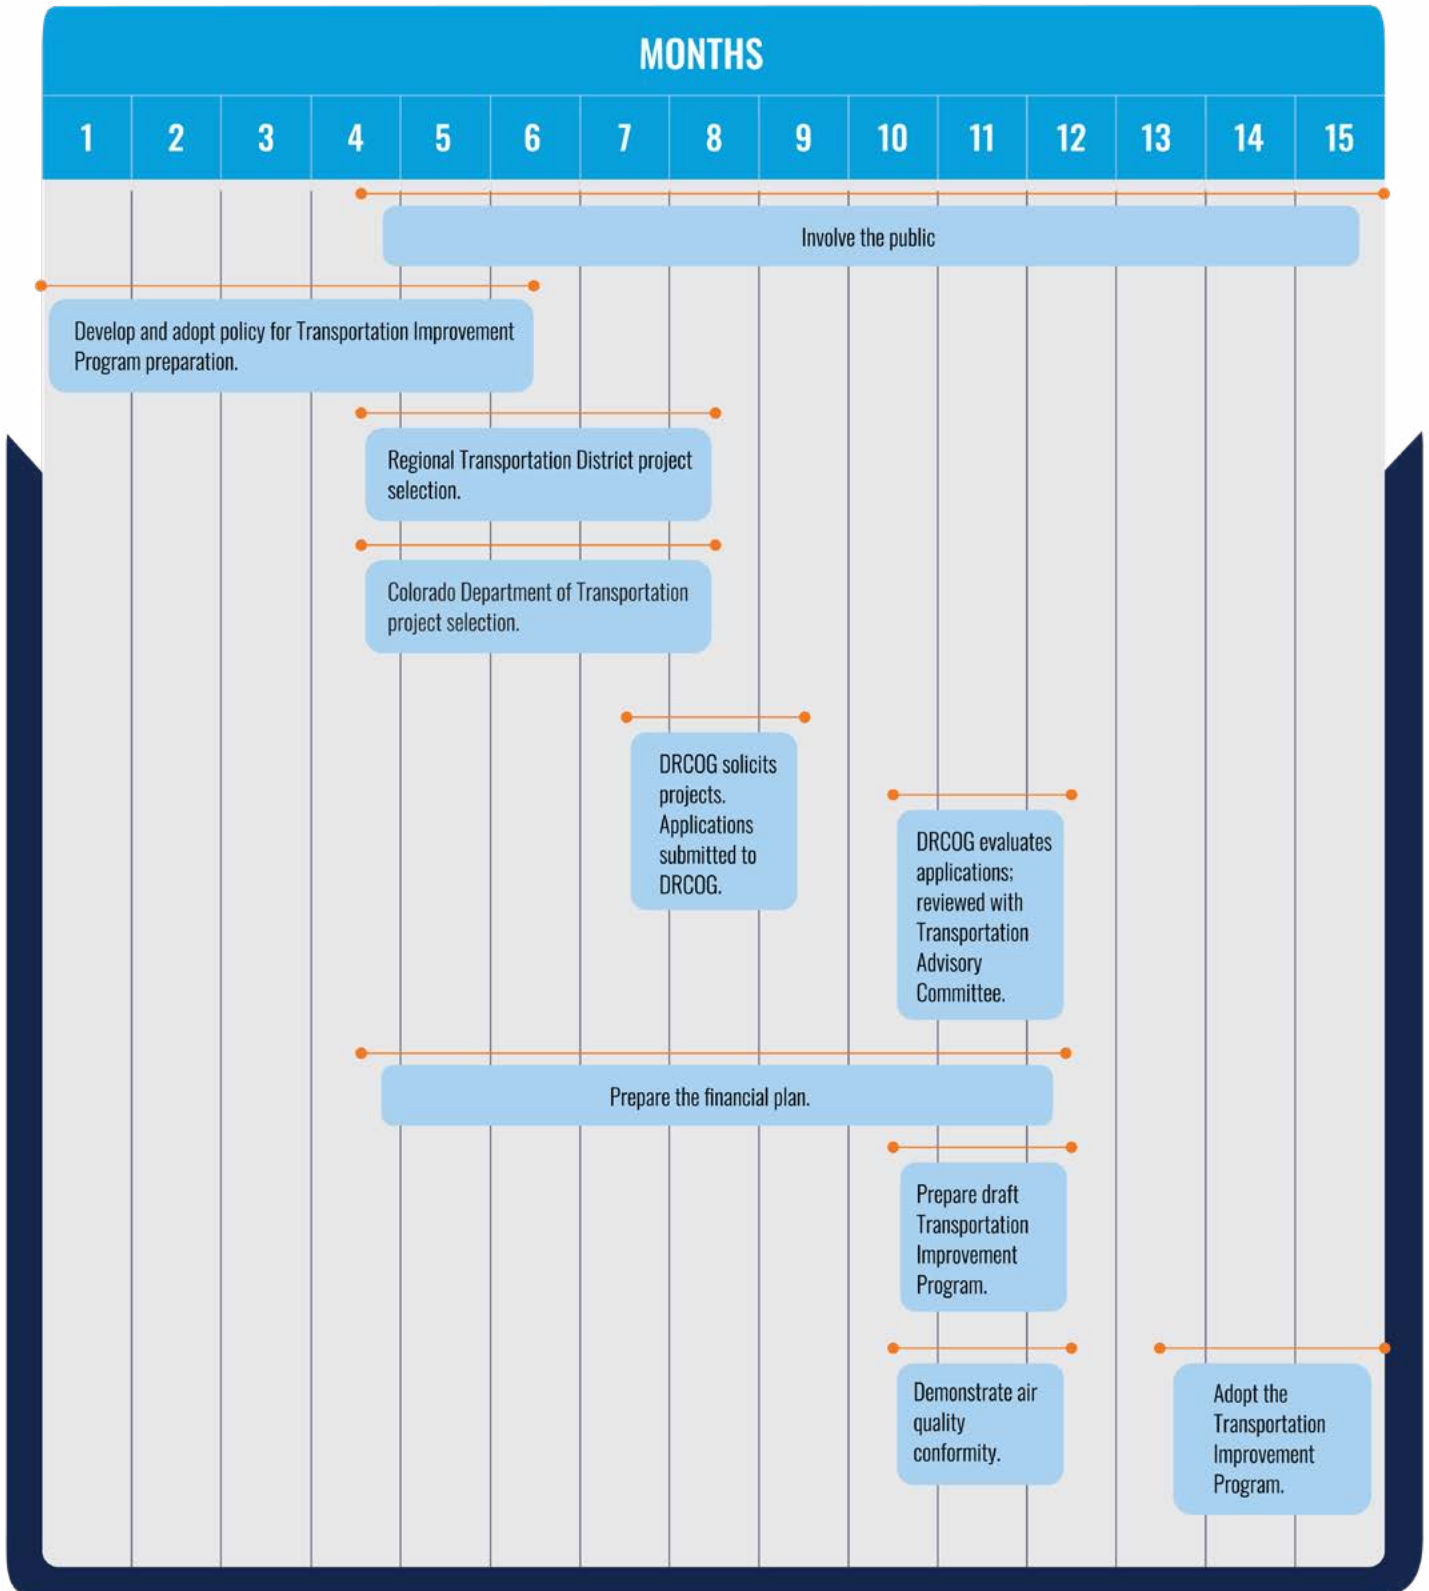 MONTHS
1 2 3 4 5 6 7 8 9 10 11 12 13 14 15
Involve the public
Develop and adopt policy for Transportation Improvement
Program preparation.
Regional Transportation District project
selection.
Colorado Department of Transportation
project selection.
DRCOG solicits
projects.
Applications
submitted to
DRCOG.
DRCOG evaluates
applications;
reviewed with
Transportation
Advisory
Committee.
Prepare the financial plan.
Prepare draft
Transportation
Improvement
Program.
Demonstrate air
quality
conformity.
Adopt the
Transportation
Improvement
Program.